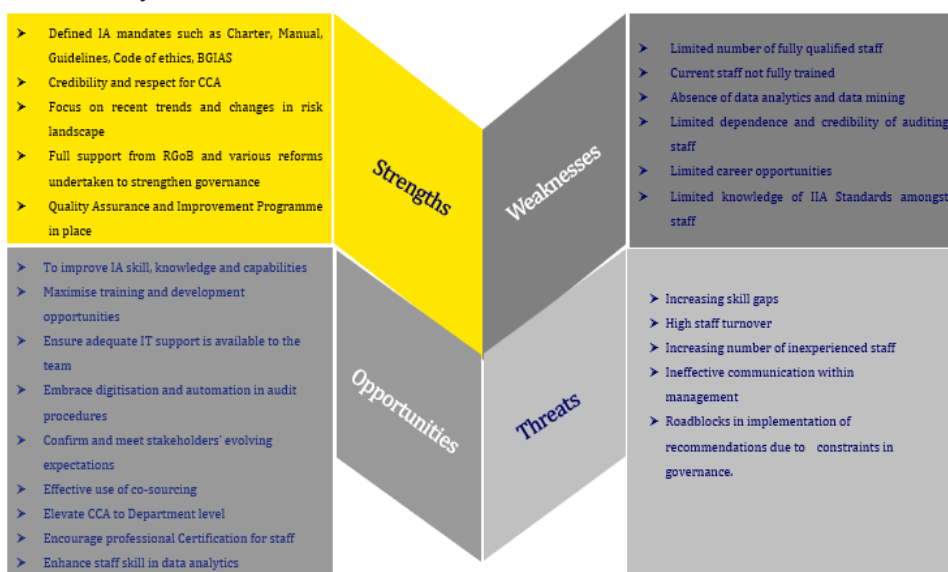 ➤ Defined IA mandates such as Charter, Manual,
Guidelines, Code of ethics, BGIAS
➤ Credibility and respect for CCA
➤ Focus on recent trends and changes in risk
landscape
➤ Full support from RGoB and various reforms
undertaken to strengthen governance
➤ Quality Assurance and Improvement Programme
in place
Strengths
Weaknesses
➤ Limited number of fully qualified staff
➤ Current staff not fully trained
➤ Absence of data analytics and data mining
➤ Limited dependence and credibility of auditing
staff
➤ Limited career opportunities
➤ Limited knowledge of IIA Standards amongst
staff
➤ To improve IA skill, knowledge and capabilities
➤ Maximise training and development
opportunities
➤ Ensure adequate IT support is available to the
team
➤ Embrace digitisation and automation in audit
procedures
➤ Confirm and meet stakeholders' evolving
expectations
➤ Effective use of co-sourcing
➤ Elevate CCA to Department level
➤ Encourage professional Certification for staff
➤ Enhance staff skill in data analytics
Opportunities
Threats
➤ Increasing skill gaps
➤ High staff turnover
➤ Increasing number of inexperienced staff
➤ Ineffective communication within
management
➤ Roadblocks in implementation of
recommendations due to constraints in
governance.